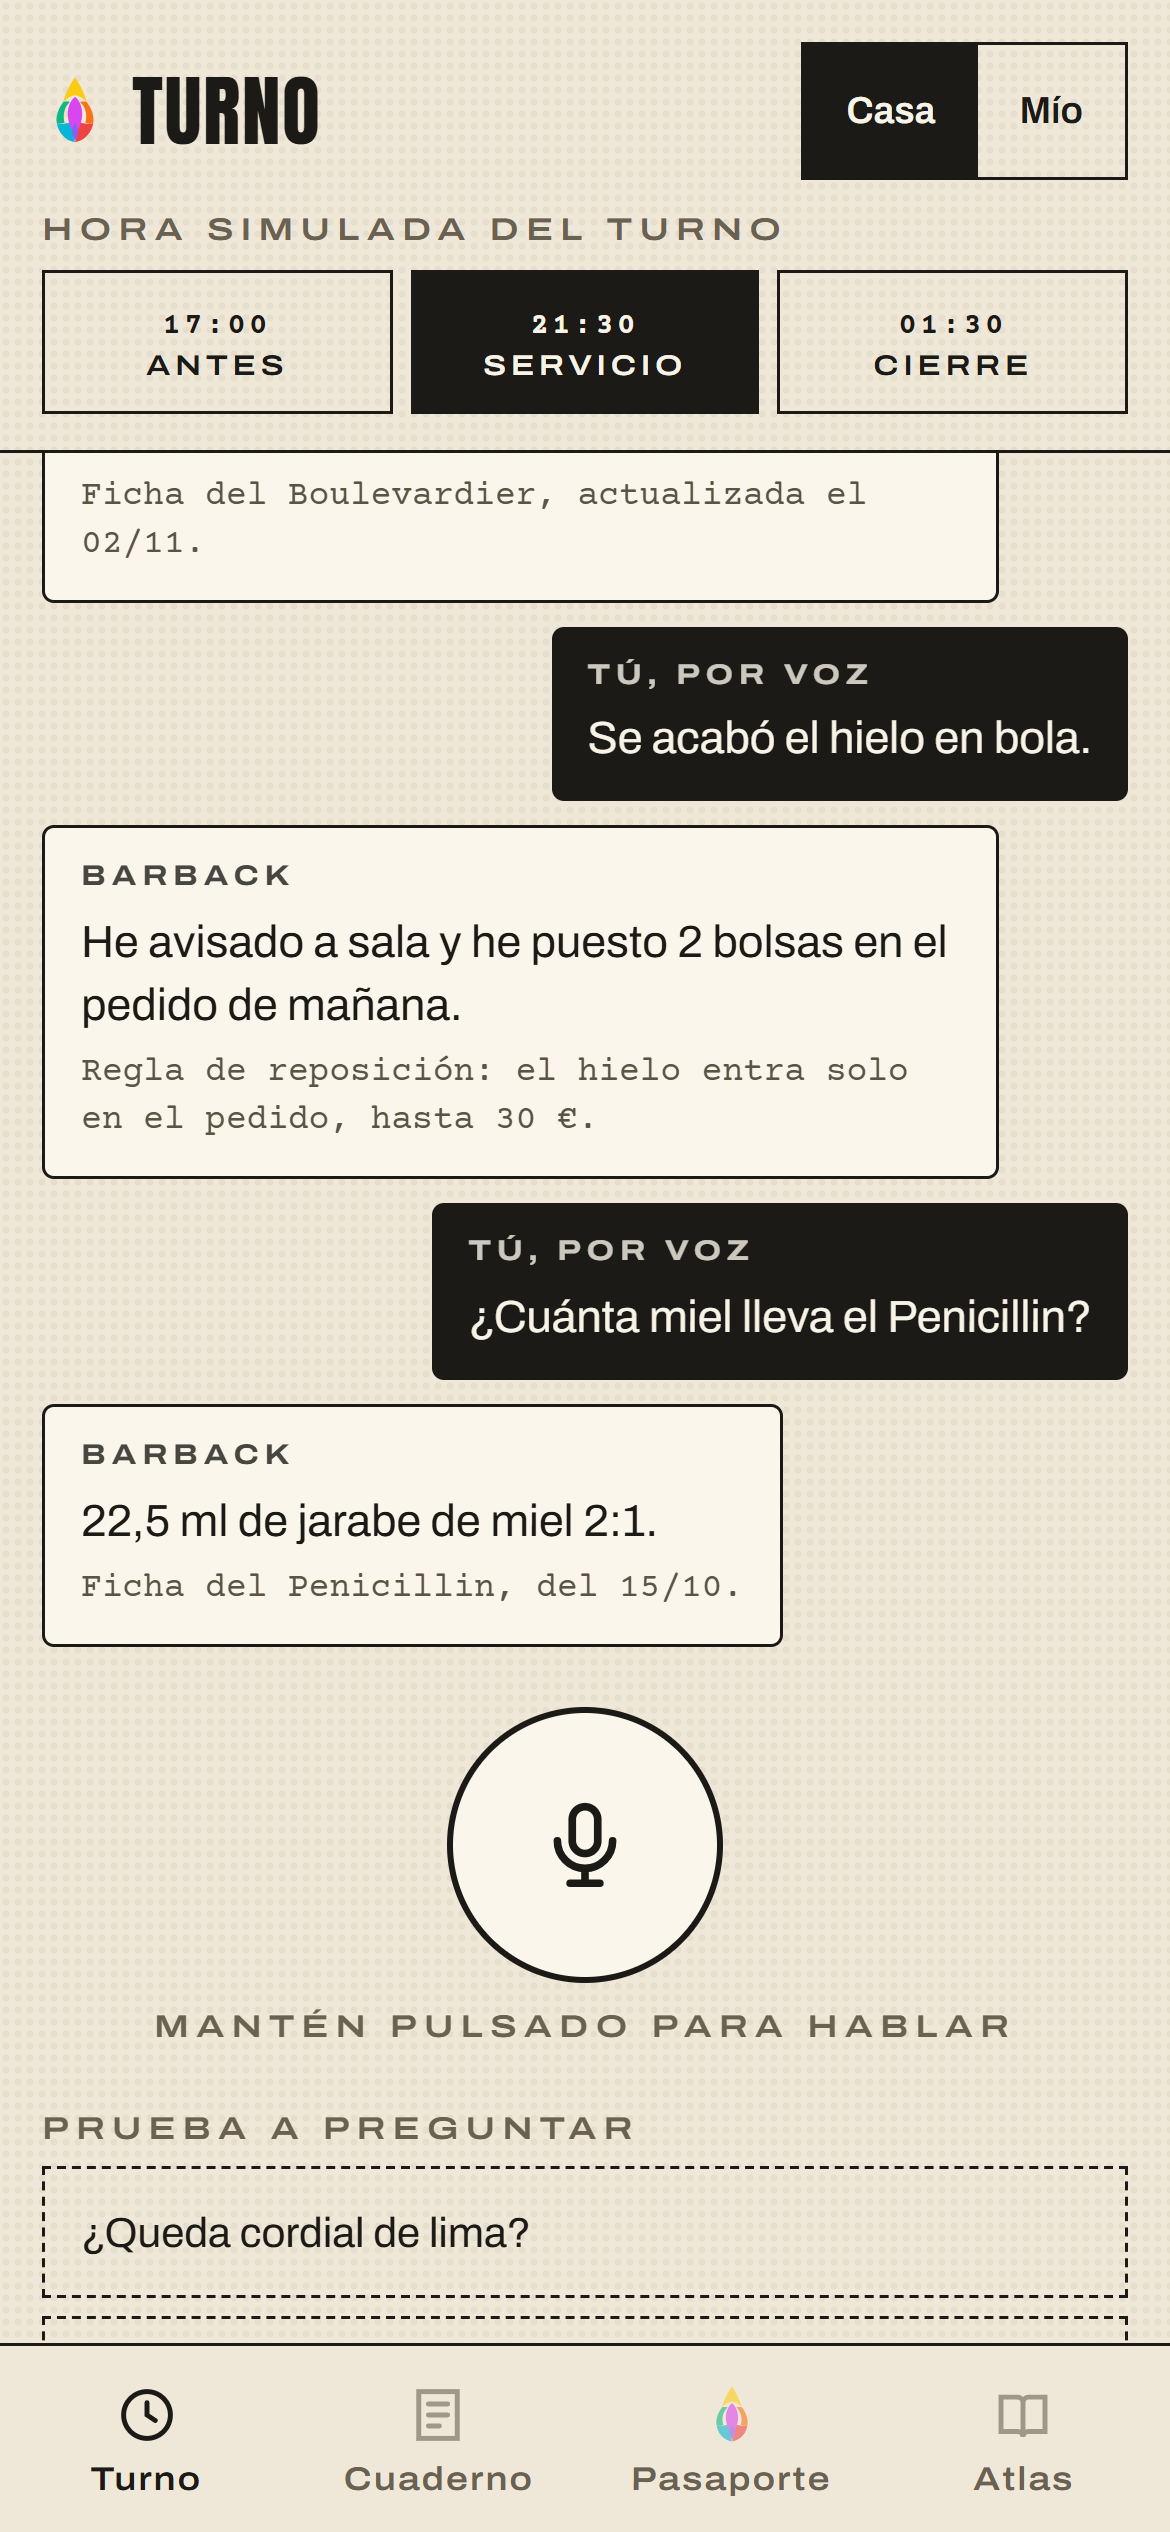 TURNO
Casa
Mío
HORA SIMULADA DEL TURNO
17:00
ANTES
21:30
SERVICIO
01:30
CIERRE
Ficha del Boulevardier, actualizada el
02/11.
TÚ, POR VOZ
Se acabó el hielo en bola.
BARBACK
He avisado a sala y he puesto 2 bolsas en el
pedido de mañana.
Regla de reposición: el hielo entra solo
en el pedido, hasta 30 €.
TÚ, POR VOZ
¿Cuánta miel lleva el Penicillin?
BARBACK
22,5 ml de jarabe de miel 2:1.
Ficha del Penicillin, del 15/10.
MANTÉN PULSADO PARA HABLAR
PRUEBA A PREGUNTAR
¿Queda cordial de lima?
Turno
Cuaderno
Pasaporte
Atlas